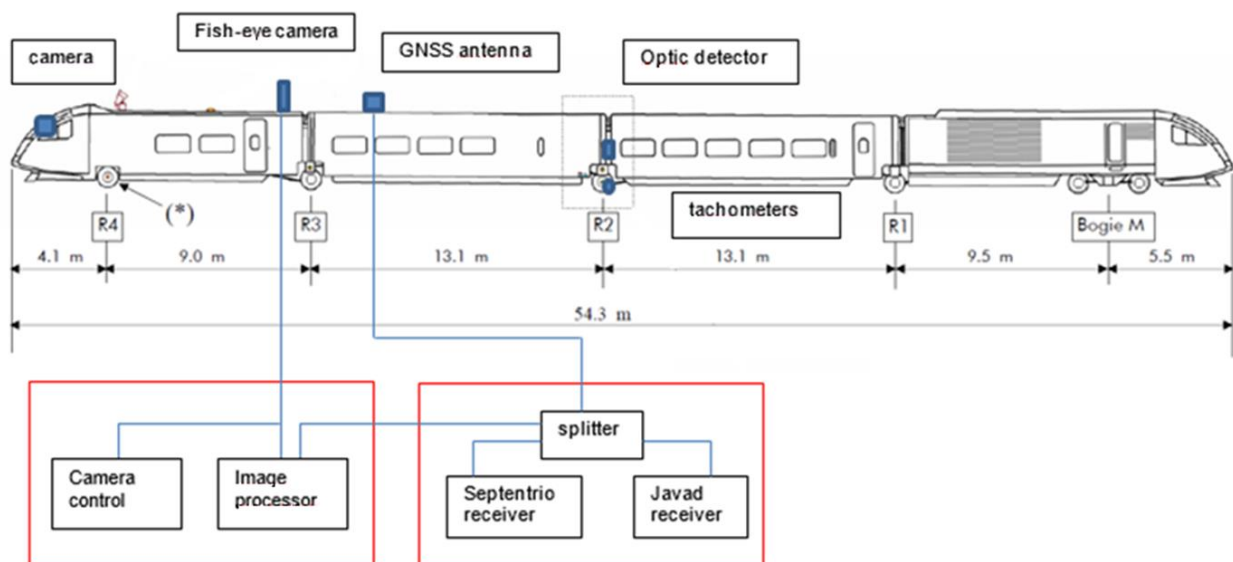 Fish-eye camera
GNSS antenna
Optic detector
camera
(*)
tachometers
R4
R3
R2
R1
Bogie M
4.1 m
9.0 m
13.1 m
13.1 m
9.5 m
5.5 m
54.3 m
splitter
Camera
control
Image
processor
Septentrio
receiver
Javad
receiver